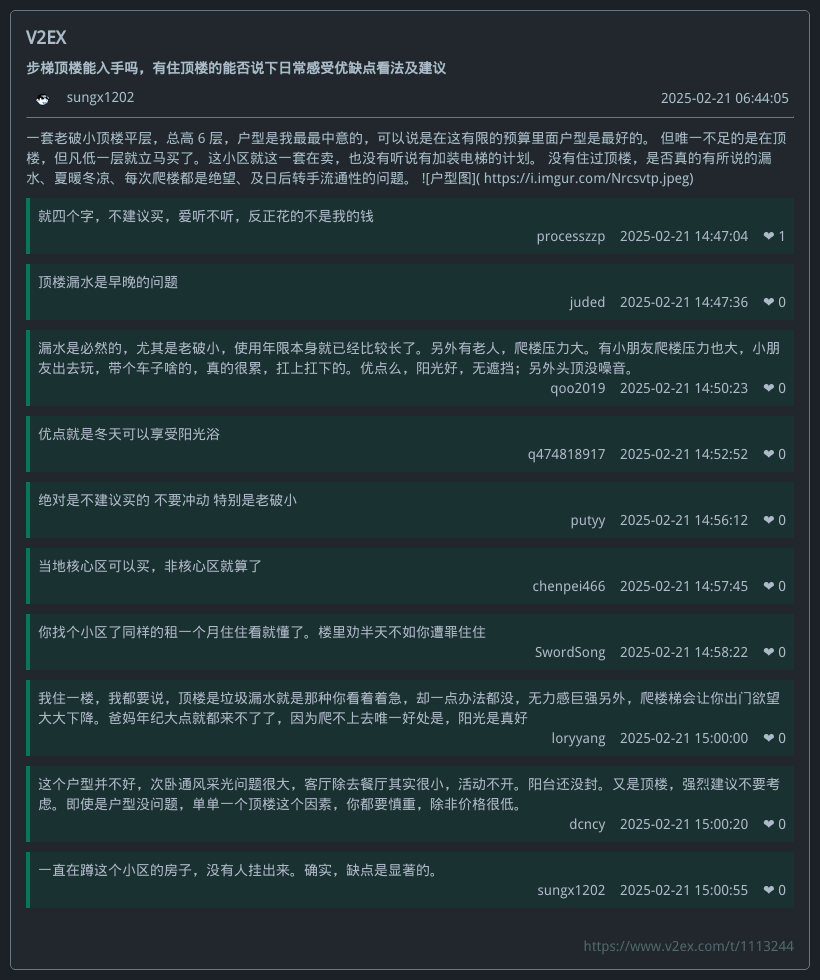 V2EX
步梯顶楼能入手吗，有住顶楼的能否说下日常感受优缺点看法及建议
sungx1202 2025-02-21 06:44:05
一套老破小顶楼平层，总高 6 层，户型是我最最中意的，可以说是在这有限的预算里面户型是最好的。 但唯一不足的是在顶
楼，但凡低一层就立马买了。这小区就这一套在卖，也没有听说有加装电梯的计划。 没有住过顶楼，是否真的有所说的漏
水、夏暖冬凉、每次爬楼都是绝望、及日后转手流通性的问题。 ![户型图]( https://i.imgur.com/Nrcsvtp.jpeg)
就四个字，不建议买，爱听不听，反正花的不是我的钱
processzzp 2025-02-21 14:47:04 ❤ 1
顶楼漏水是早晚的问题
juded 2025-02-21 14:47:36 ❤ 0
漏水是必然的，尤其是老破小，使用年限本身就已经比较长了。另外有老人，爬楼压力大。有小朋友爬楼压力也大，小朋
友出去玩，带个车子啥的，真的很累，扛上扛下的。优点么，阳光好，无遮挡；另外头顶没噪音。
qoo2019 2025-02-21 14:50:23 ❤ 0
优点就是冬天可以享受阳光浴
q474818917 2025-02-21 14:52:52 ❤ 0
绝对是不建议买的 不要冲动 特别是老破小
putyy 2025-02-21 14:56:12 ❤ 0
当地核心区可以买，非核心区就算了
chenpei466 2025-02-21 14:57:45 ❤ 0
你找个小区了同样的租一个月住住看就懂了。楼里劝半天不如你遭罪住住
SwordSong 2025-02-21 14:58:22 ❤ 0
我住一楼，我都要说，顶楼是垃圾漏水就是那种你看着着急，却一点办法都没，无力感巨强另外，爬楼梯会让你出门欲望
大大下降。爸妈年纪大点就都来不了了，因为爬不上去唯一好处是，阳光是真好
loryyang 2025-02-21 15:00:00 ❤ 0
这个户型并不好，次卧通风采光问题很大，客厅除去餐厅其实很小，活动不开。阳台还没封。又是顶楼，强烈建议不要考
虑。即使是户型没问题，单单一个顶楼这个因素，你都要慎重，除非价格很低。
dcncy 2025-02-21 15:00:20 ❤ 0
一直在蹲这个小区的房子，没有人挂出来。确实，缺点是显著的。
sungx1202 2025-02-21 15:00:55 ❤ 0
https://www.v2ex.com/t/1113244